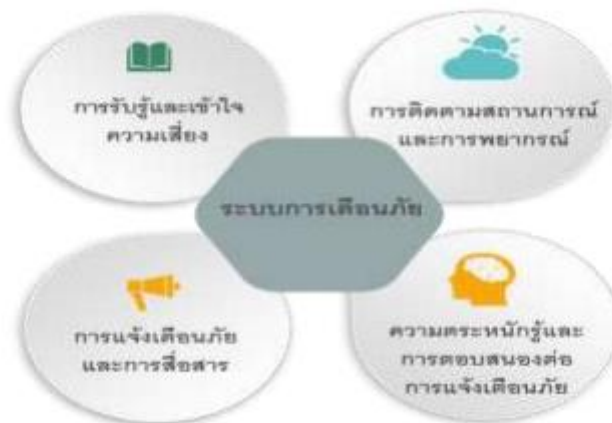 การรับรู้และเข้าใจ
ความเสี่ยง
การติดตามสถานการณ์
และการพยากรณ์
ระบบการเตือนภัย
การแจ้งเตือนภัย
และการสื่อสาร
ความตระหนักรู้และ
การตอบสนองต่อ
การแจ้งเตือนภัย